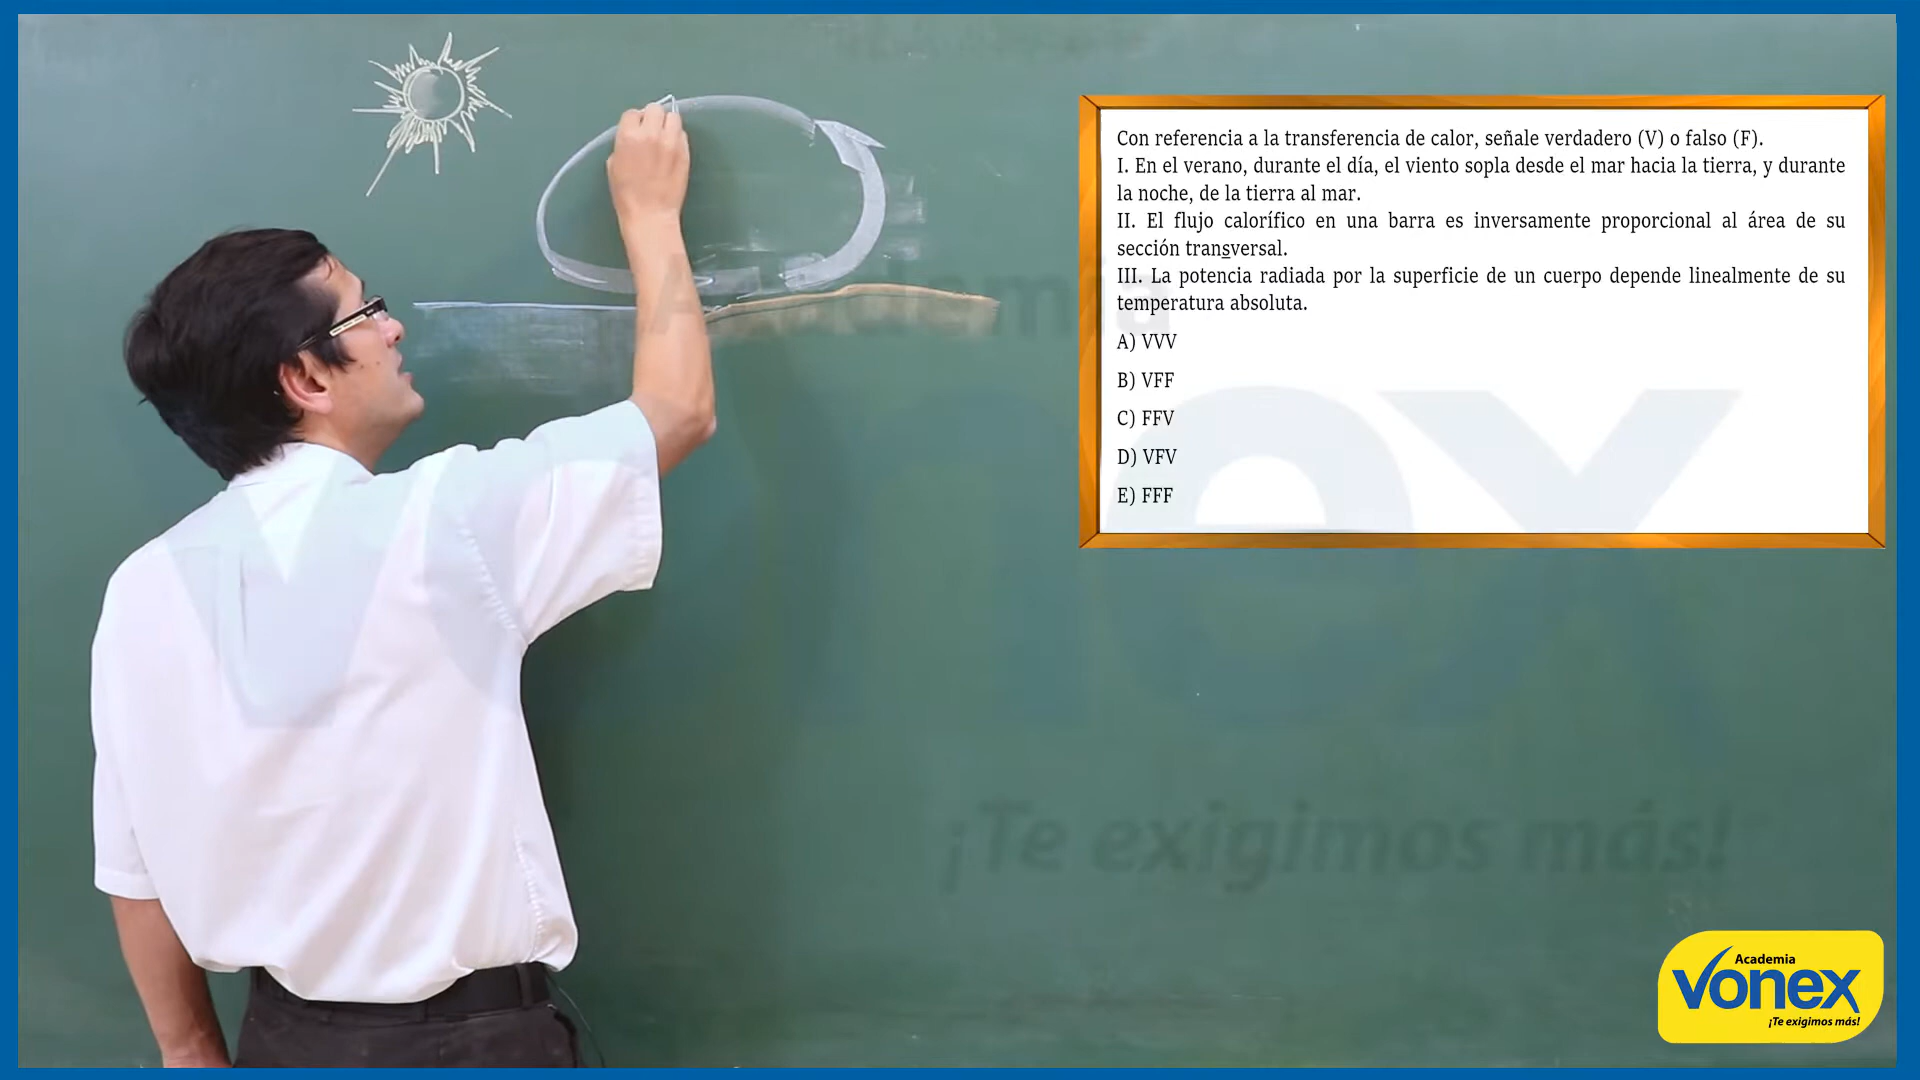 Con referencia a la transferencia de calor, señale verdadero (V) o falso (F).
I. En el verano, durante el día, el viento sopla desde el mar hacia la tierra, y durante
la noche, de la tierra al mar.
II. El flujo calorífico en una barra es inversamente proporcional al área de su
sección transversal.
III. La potencia radiada por la superficie de un cuerpo depende linealmente de su
temperatura absoluta.
A) VVV
B) VFF
C) FFV
D) VFV
E) FFF
Academia
vonex
¡Te exigimos más!
Academia
vonex
¡Te exigimos más!